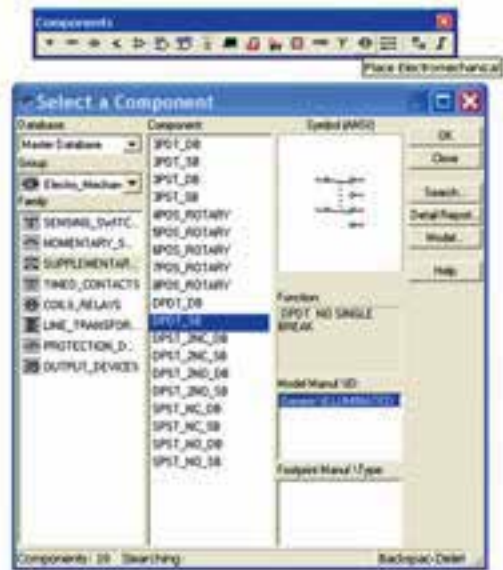 Components
Place Electromechanical
Select a Component
Database
Master Database
Group
Electro_Mechan
Family
SENSING_SWITC...
MOMENTARY_S...
SUPPLEMENTAR...
TIMED_CONTACTS
COILS_RELAYS
LINE_TRANSFOR...
PROTECTION_D...
OUTPUT_DEVICES
Component
3PDT_DB
3PDT_SB
3PST_DB
3PST_SB
4POS_ROTARY
5POS_ROTARY
6POS_ROTARY
7POS_ROTARY
8POS_ROTARY
DPDT_DB
DPDT_SB
DPST_2NC_DB
DPST_2NC_SB
DPST_2NO_DB
DPST_2NO_SB
SPST_NC_DB
SPST_NC_SB
SPST_NO_DB
SPST_NO_SB
Symbol (ANSI)
Function
DPDT NO SINGLE
BREAK
Model Manuf.\ID
Footprint Manuf.\Type
OK
Close
Search...
Detail Report...
Model...
Help
Components: 19
Searching:
Backspac-Delet